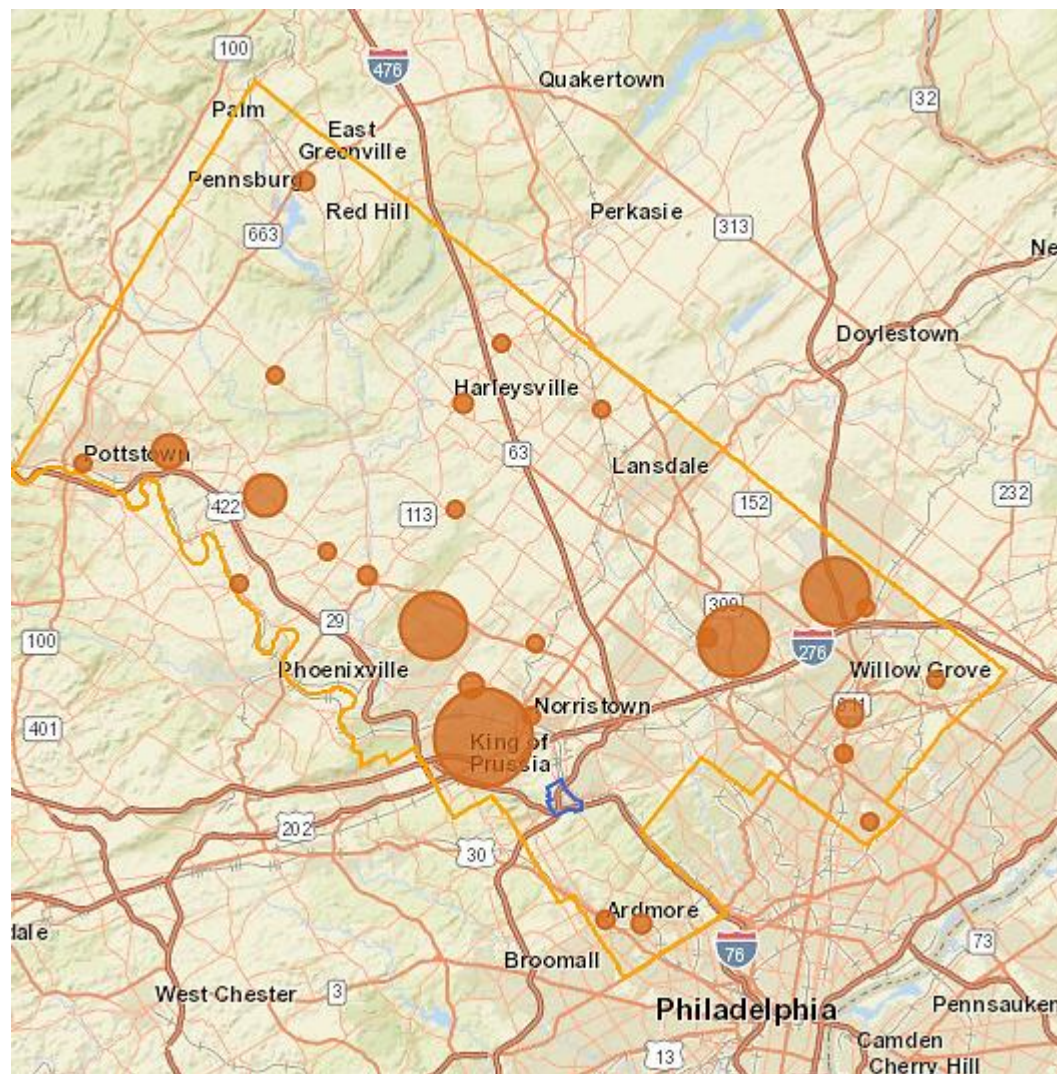 100
476
Quakertown
32
Palm
East
Greenville
Pennsburg
Red Hill
Perkasie
313
663
Ne
Doylestown
Harleysville
Pottstown
63
Lansdale
422
113
152
232
309
29
276
100
Phoenixville
Willow Grove
401
Norristown
611
King of
Prussia
202
30
Ardmore
dale
76
73
Broomall
West Chester
3
Philadelphia
Pennsauken
Camden
13
Cherry Hill